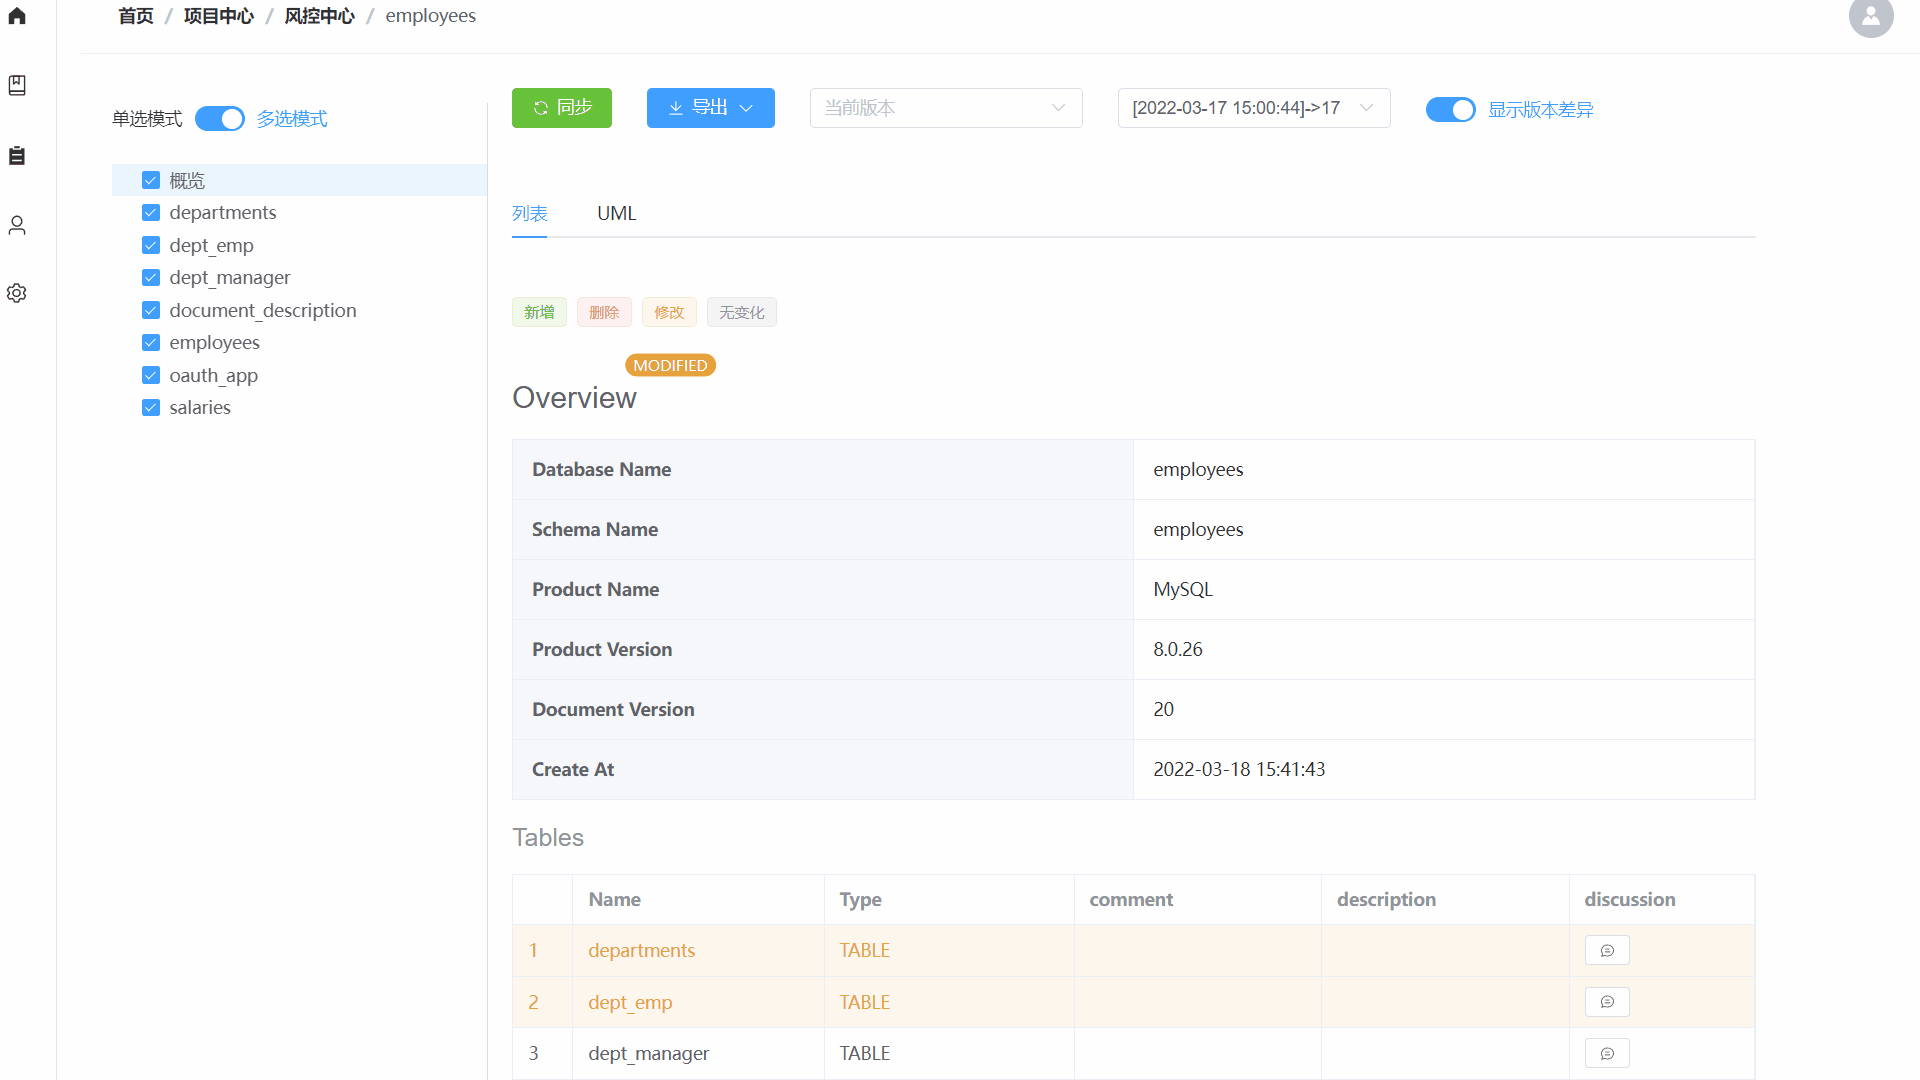 首页 / 项目中心 / 风控中心 / employees
单选模式 多选模式
概览
departments
dept_emp
dept_manager
document_description
employees
oauth_app
salaries
同步 导出 当前版本 [2022-03-17 15:00:44]->17 显示版本差异
列表 UML
新增 删除 修改 无变化
MODIFIED
Overview
Database Name employees
Schema Name employees
Product Name MySQL
Product Version 8.0.26
Document Version 20
Create At 2022-03-18 15:41:43
Tables
Name Type comment description discussion
1 departments TABLE
2 dept_emp TABLE
3 dept_manager TABLE